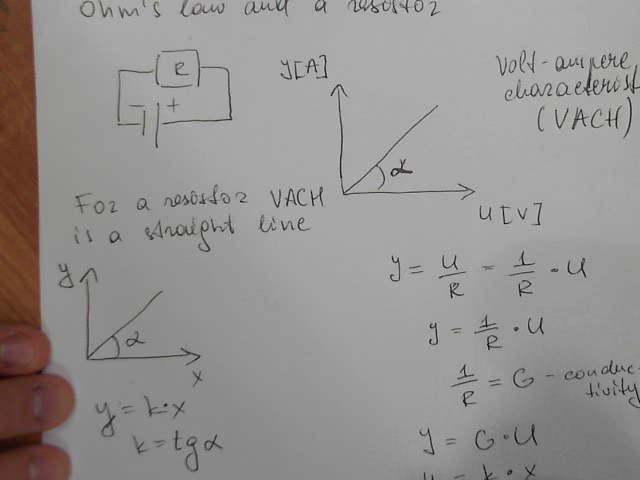 Ohm's law and a resistor
R
- +
y[A]
α
U[V]
Volt-ampere
characterist
(VACH)
For a resistor VACH
is a straight line
y
α
x
y = k·x
k = tgα
y = U/R = 1/R · U
y = 1/R · U
1/R = G - conduc-
tivity
y = G·U
y = k·x